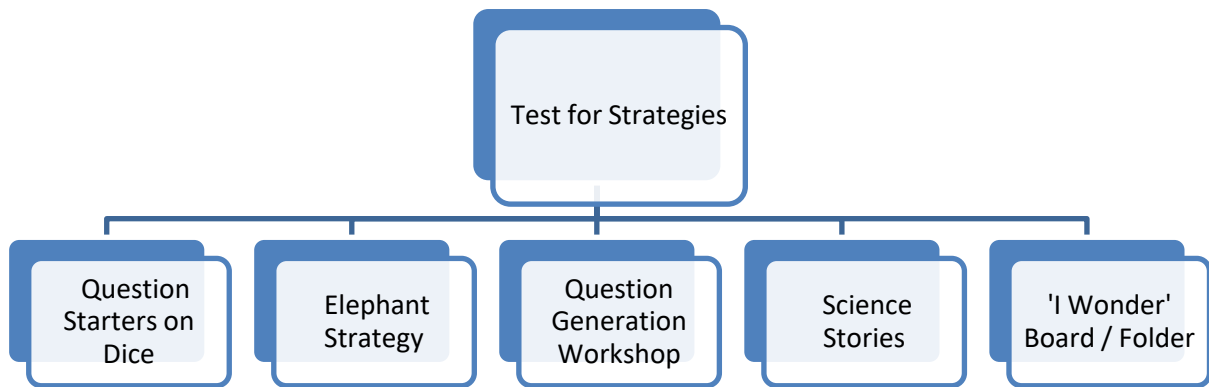 Test for Strategies
Question
Starters on
Dice
Elephant
Strategy
Question
Generation
Workshop
Science
Stories
'I Wonder'
Board / Folder